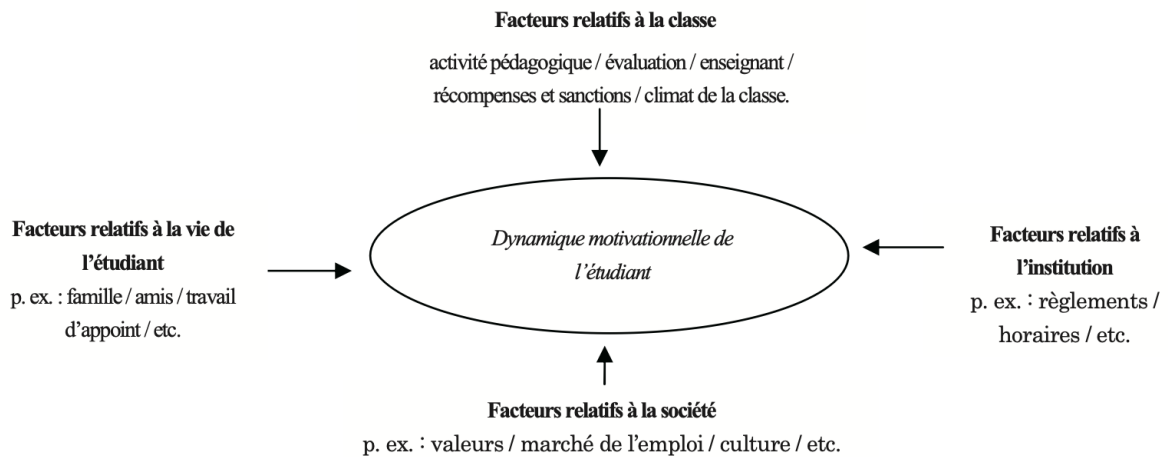 Facteurs relatifs à la classe
activité pédagogique / évaluation / enseignant /
récompenses et sanctions / climat de la classe.
Facteurs relatifs à la vie de
l’étudiant
p. ex. : famille / amis / travail
d’appoint / etc.
Dynamique motivationnelle de
l’étudiant
Facteurs relatifs à
l’institution
p. ex. : règlements /
horaires / etc.
Facteurs relatifs à la société
p. ex. : valeurs / marché de l’emploi / culture / etc.